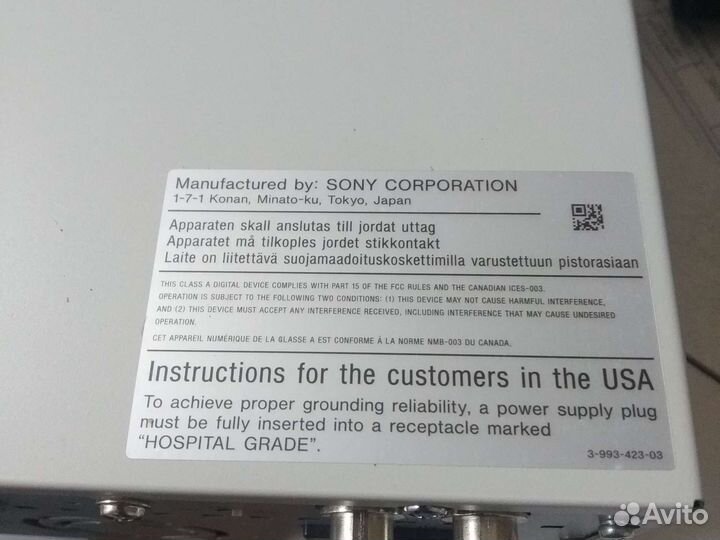 Manufactured by: SONY CORPORATION
1-7-1 Konan, Minato-ku, Tokyo, Japan
Apparaten skall anslutas till jordat uttag
Apparatet må tilkoples jordet stikkontakt
Laite on liitettävä suojamaadoituskoskettimilla varustettuun pistorasiaan
THIS CLASS A DIGITAL DEVICE COMPLIES WITH PART 15 OF THE FCC RULES AND THE CANADIAN ICES-003.
OPERATION IS SUBJECT TO THE FOLLOWING TWO CONDITIONS: (1) THIS DEVICE MAY NOT CAUSE HARMFUL INTERFERENCE,
AND (2) THIS DEVICE MUST ACCEPT ANY INTERFERENCE RECEIVED, INCLUDING INTERFERENCE THAT MAY CAUSE UNDESIRED
OPERATION.
CET APPAREIL NUMÉRIQUE DE LA GLASSE A EST CONFORME À LA NORME NMB-003 DU CANADA.
Instructions for the customers in the USA
To achieve proper grounding reliability, a power supply plug
must be fully inserted into a receptacle marked
“HOSPITAL GRADE”.
3-993-423-03
Avito